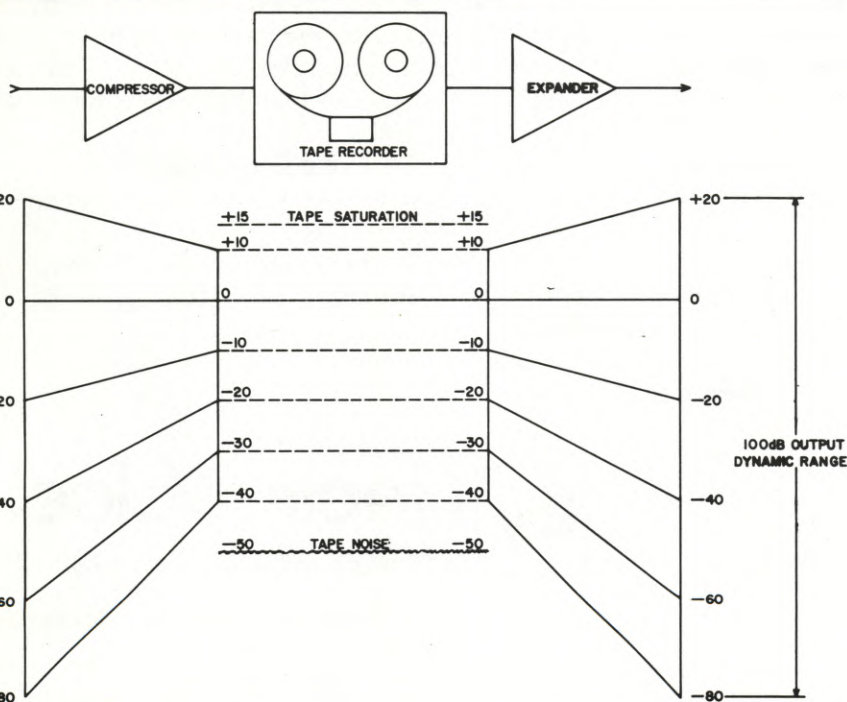 COMPRESSOR
EXPANDER
TAPE RECORDER
20 +15 TAPE SATURATION +15 +20
+10 +10
0 0 0 0
-10 -10
20 -20 -20 -20
-30 -30
100dB OUTPUT
DYNAMIC RANGE
40 -40 -40 -40
-50 TAPE NOISE -50
60 -60
-80 -80